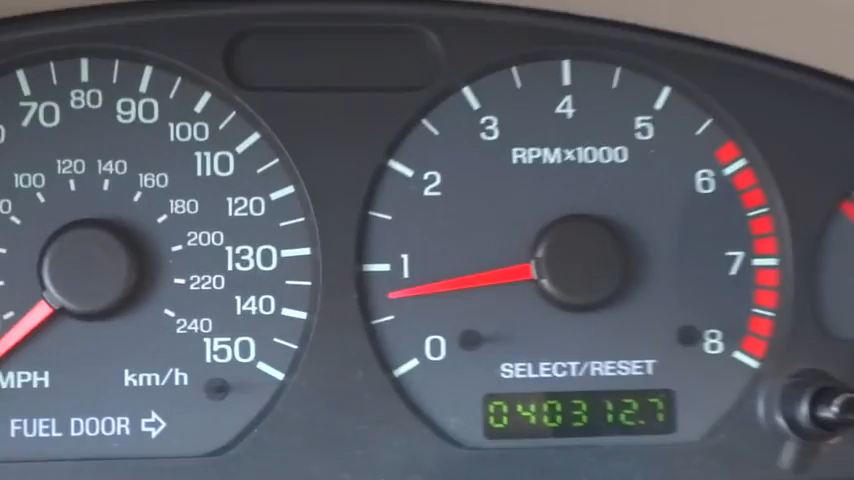 70 80 90 100 110 120 130 140 150
100 120 140 160 180 200 220 240
MPH km/h
FUEL DOOR
0 1 2 3 4 5 6 7 8
RPM×1000
SELECT/RESET
040312.7